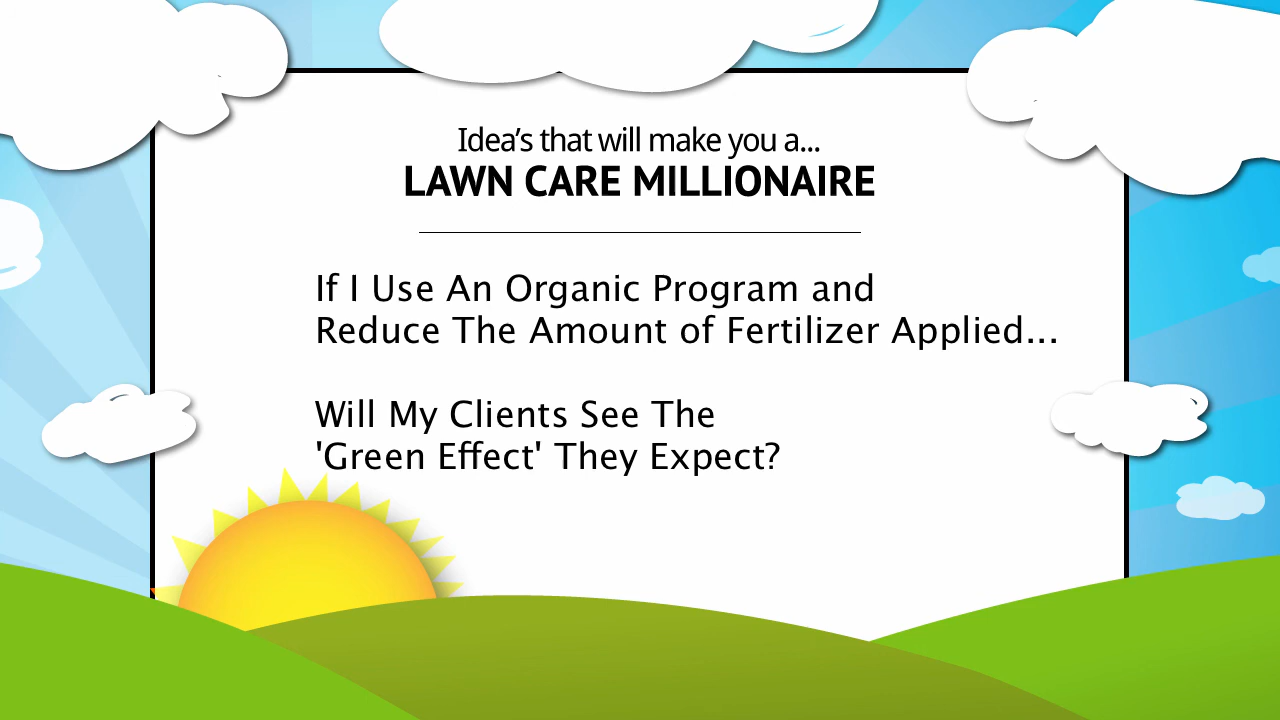 Idea’s that will make you a...
LAWN CARE MILLIONAIRE
If I Use An Organic Program and
Reduce The Amount of Fertilizer Applied...
Will My Clients See The
'Green Effect' They Expect?